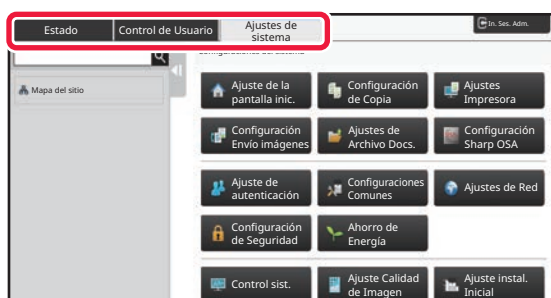 Estado
Control de Usuario
Ajustes de
sistema
In. Ses. Adm.
Mapa del sitio
Ajuste de la
pantalla inic.
Configuración
de Copia
Ajustes
Impresora
Configuración
Envío imágenes
Ajustes de
Archivo Docs.
Configuración
Sharp OSA
Ajuste de
autenticación
Configuraciones
Comunes
Ajustes de Red
Configuración
de Seguridad
Ahorro de
Energía
Control sist.
Ajuste Calidad
de Imagen
Ajuste instal.
Inicial